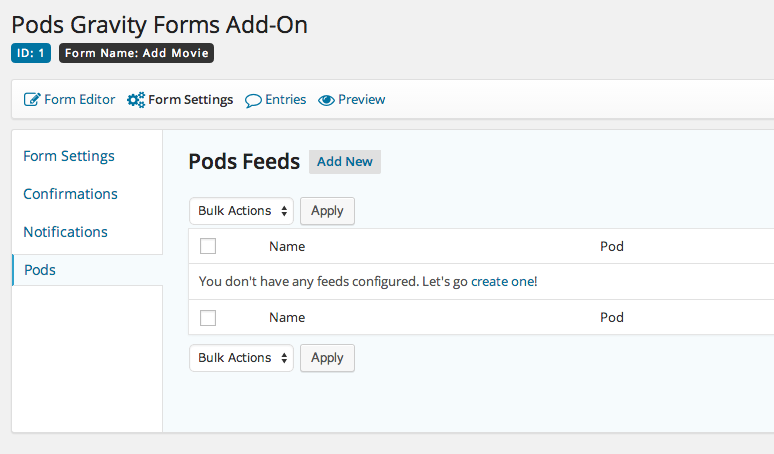 Pods Gravity Forms Add-On
ID: 1 Form Name: Add Movie
Form Editor Form Settings Entries Preview
Form Settings
Confirmations
Notifications
Pods
Pods Feeds Add New
Bulk Actions Apply
Name Pod
You don't have any feeds configured. Let's go create one!
Name Pod
Bulk Actions Apply